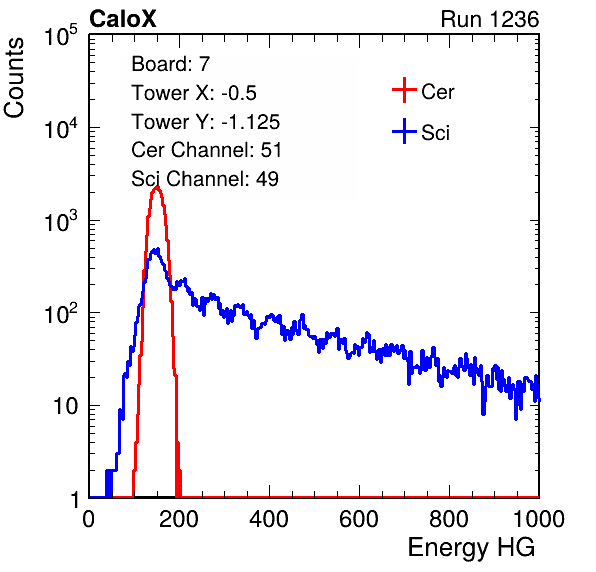 CaloX Run 1236
Counts
10^5
10^4
10^3
10^2
10
1
Board: 7
Tower X: -0.5
Tower Y: -1.125
Cer Channel: 51
Sci Channel: 49
Cer
Sci
0 200 400 600 800 1000
Energy HG